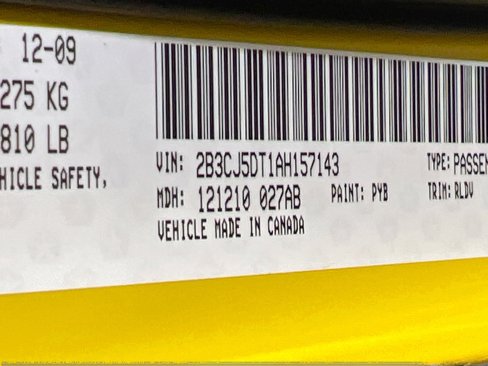 12-09
275 KG
810 LB
HICLE SAFETY,
VIN: 2B3CJ5DT1AH157143
TYPE: PASSEN
MDH: 121210 027AB
PAINT: PYB
TRIM: RLDV
VEHICLE MADE IN CANADA